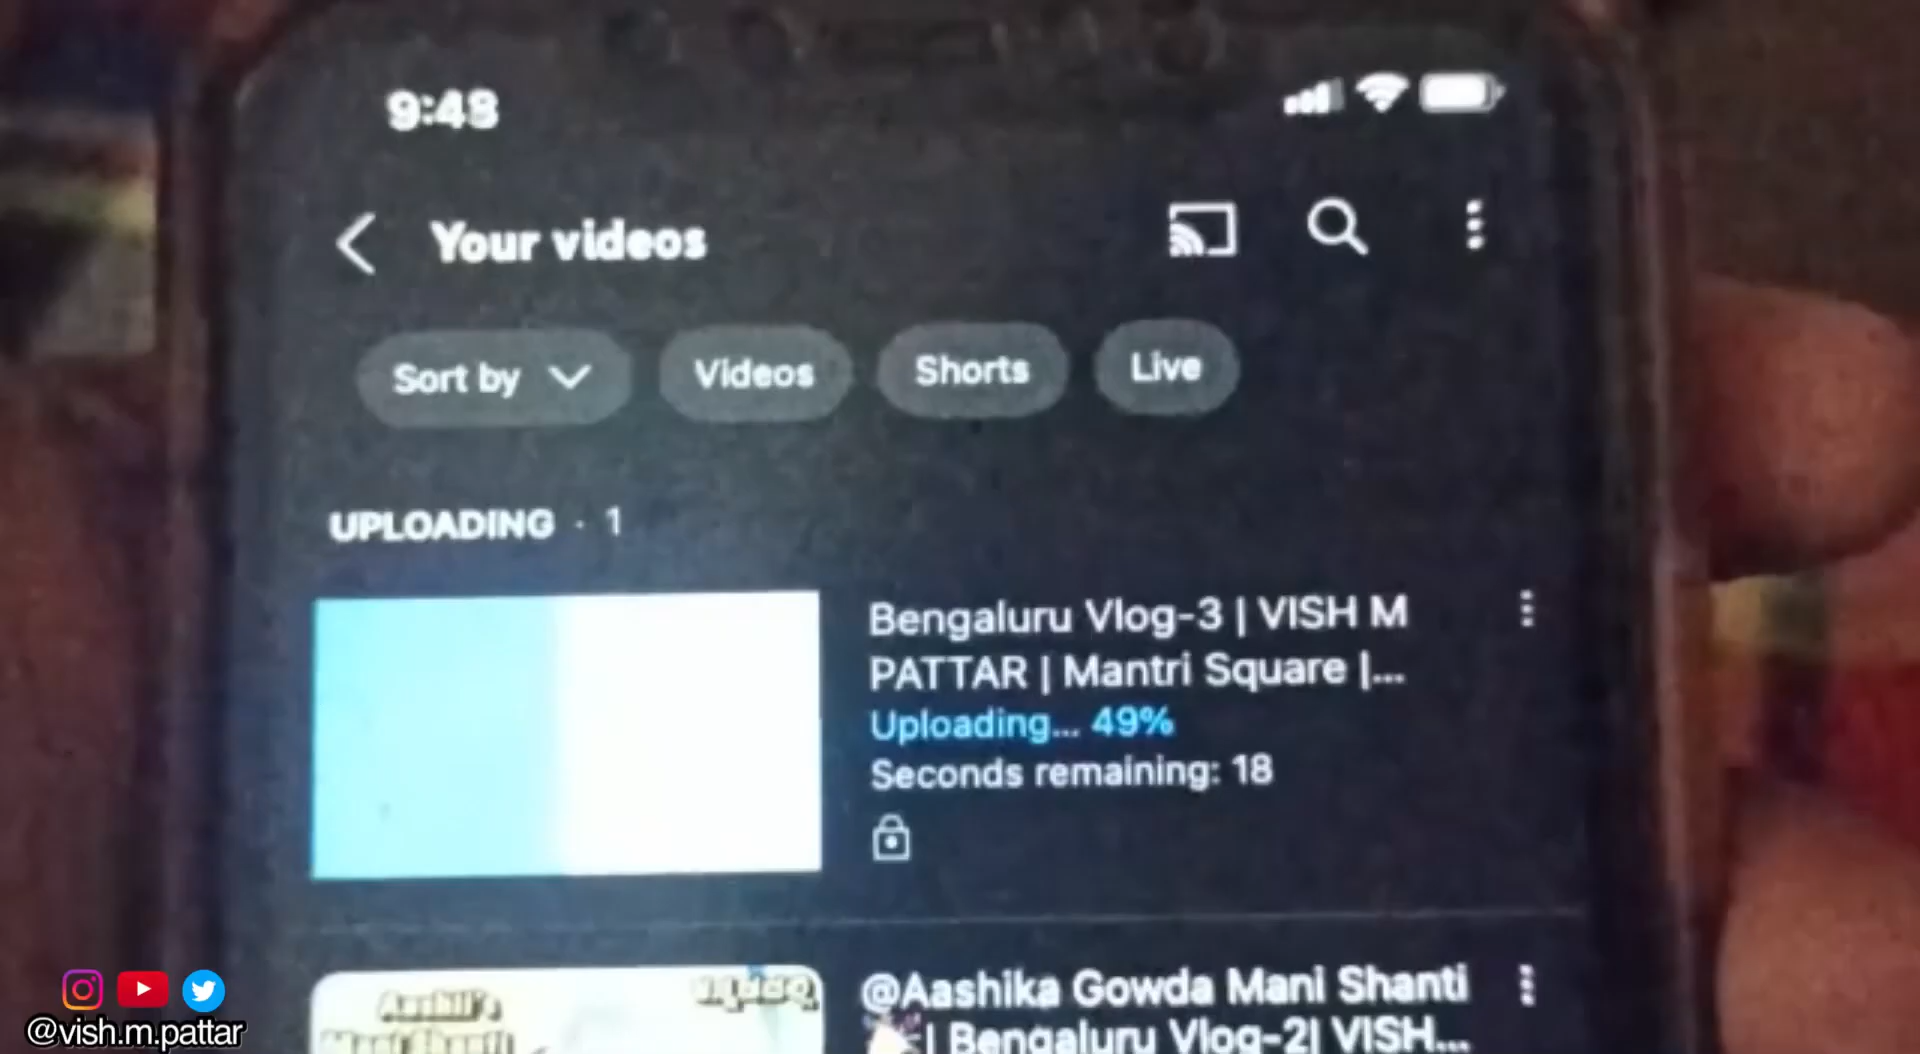 9:48
Your videos
Sort by
Videos
Shorts
Live
UPLOADING · 1
Bengaluru Vlog-3 | VISH M
PATTAR | Mantri Square |...
Uploading... 49%
Seconds remaining: 18
@Aashika Gowda Mani Shanti
| Bengaluru Vlog-2| VISH...
@vish.m.pattar